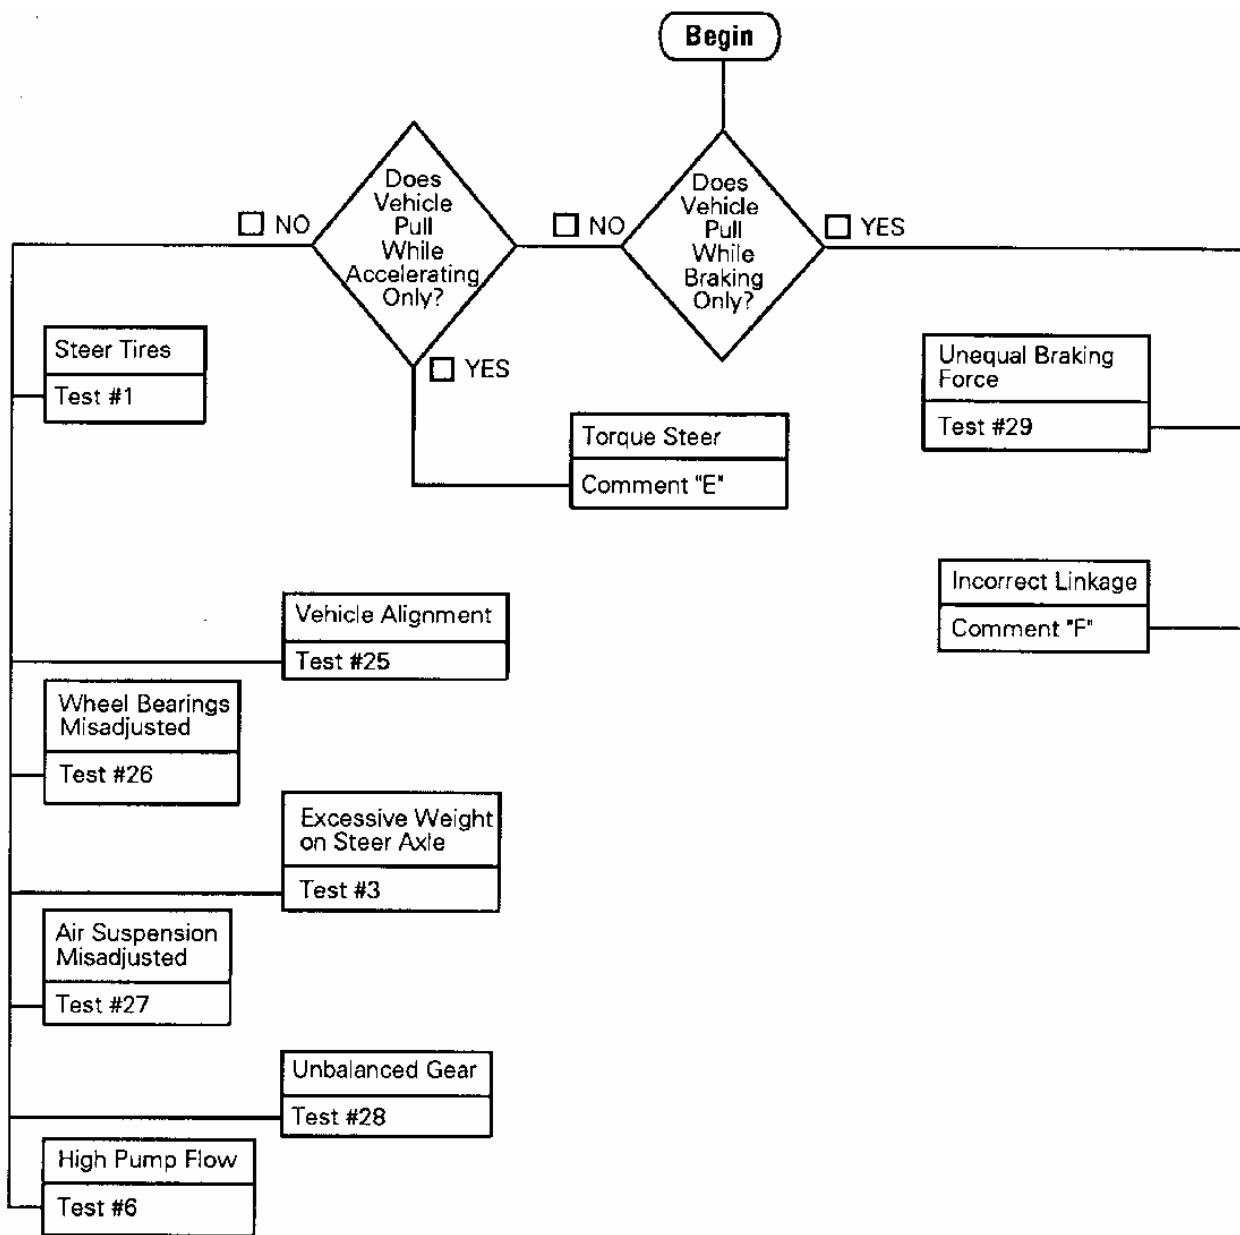 Begin
Does
Vehicle
Pull
While
Accelerating
Only?
Does
Vehicle
Pull
While
Braking
Only?
NO
NO
YES
YES
Steer Tires
Test #1
Torque Steer
Comment "E"
Unequal Braking
Force
Test #29
Incorrect Linkage
Comment "F"
Vehicle Alignment
Test #25
Wheel Bearings
Misadjusted
Test #26
Excessive Weight
on Steer Axle
Test #3
Air Suspension
Misadjusted
Test #27
Unbalanced Gear
Test #28
High Pump Flow
Test #6